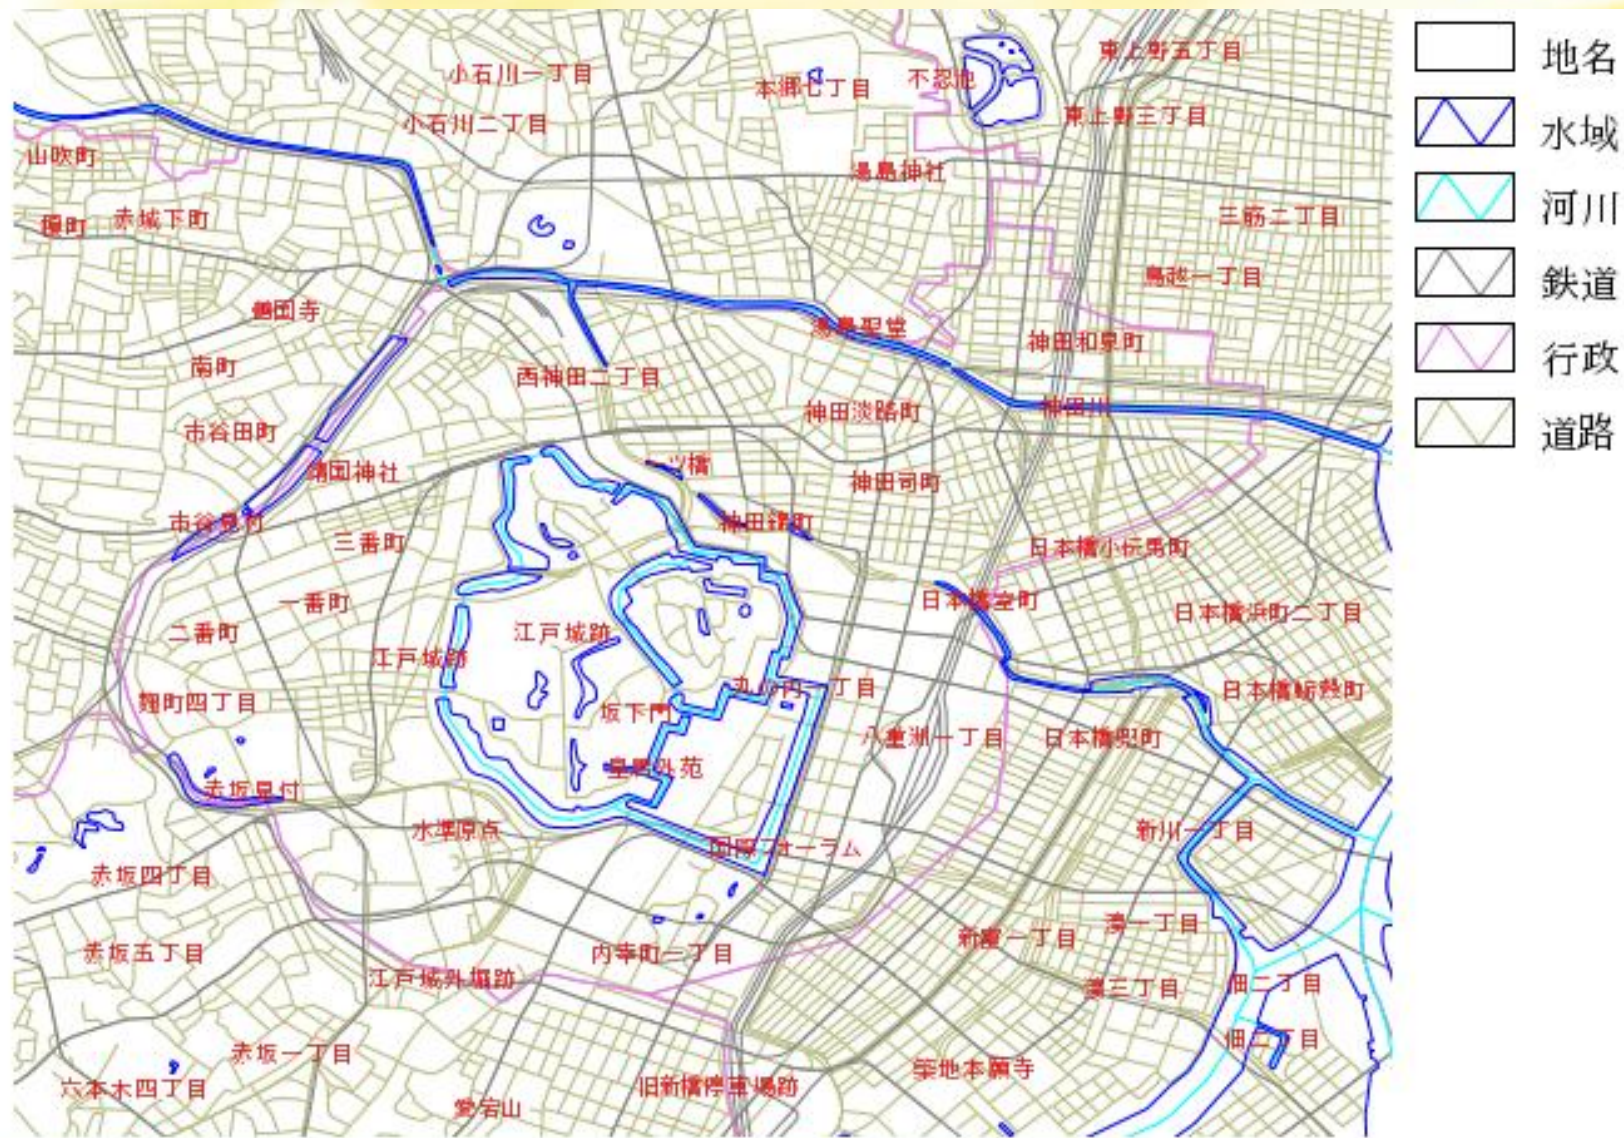 東上野五丁目
小石川一丁目
本郷七丁目
不忍池
東上野三丁目
小石川二丁目
山吹町
湯島神社
赤城下町
原町
三筋二丁目
鳥越一丁目
湯島聖堂
神田和泉町
南町
西神田二丁目
神田淡路町
神田川
市谷田町
靖国神社
一ツ橋
神田司町
市谷見付
神田錦町
三番町
日本橋小伝馬町
一番町
日本橋室町
日本橋浜町二丁目
二番町
江戸城跡
江戸城跡
丸の内一丁目
日本橋蛎殻町
麹町四丁目
坂下門
八重洲一丁目
日本橋兜町
皇居外苑
赤坂見付
水準原点
新川一丁目
国際フォーラム
赤坂四丁目
湊一丁目
新富一丁目
赤坂五丁目
内幸町一丁目
江戸城外堀跡
湊三丁目
佃二丁目
佃二丁目
赤坂一丁目
築地本願寺
六本木四丁目
旧新橋停車場跡
愛宕山
地名
水域
河川
鉄道
行政
道路